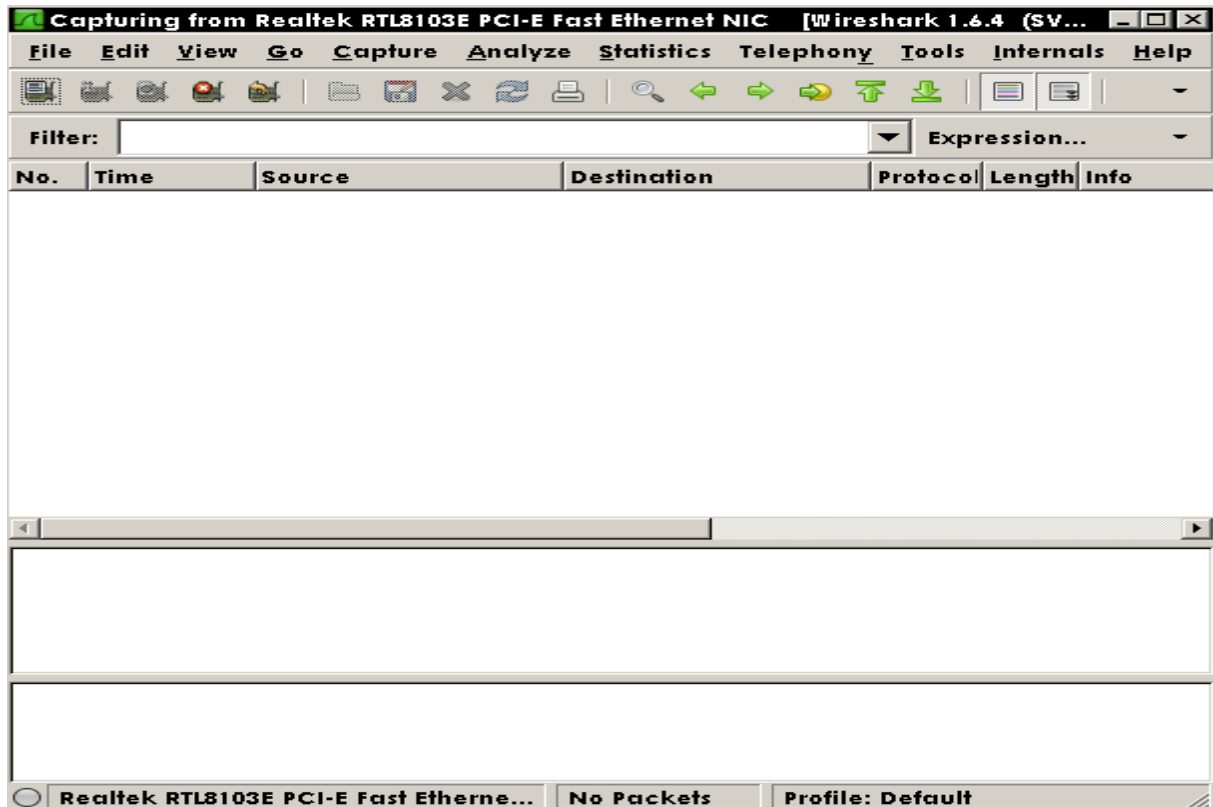 Capturing from Realtek RTL8103E PCI-E Fast Ethernet NIC [Wireshark 1.6.4 (SV...
File Edit View Go Capture Analyze Statistics Telephony Tools Internals Help
Filter: Expression...
No. Time Source Destination Protocol Length Info
Realtek RTL8103E PCI-E Fast Etherne... No Packets Profile: Default